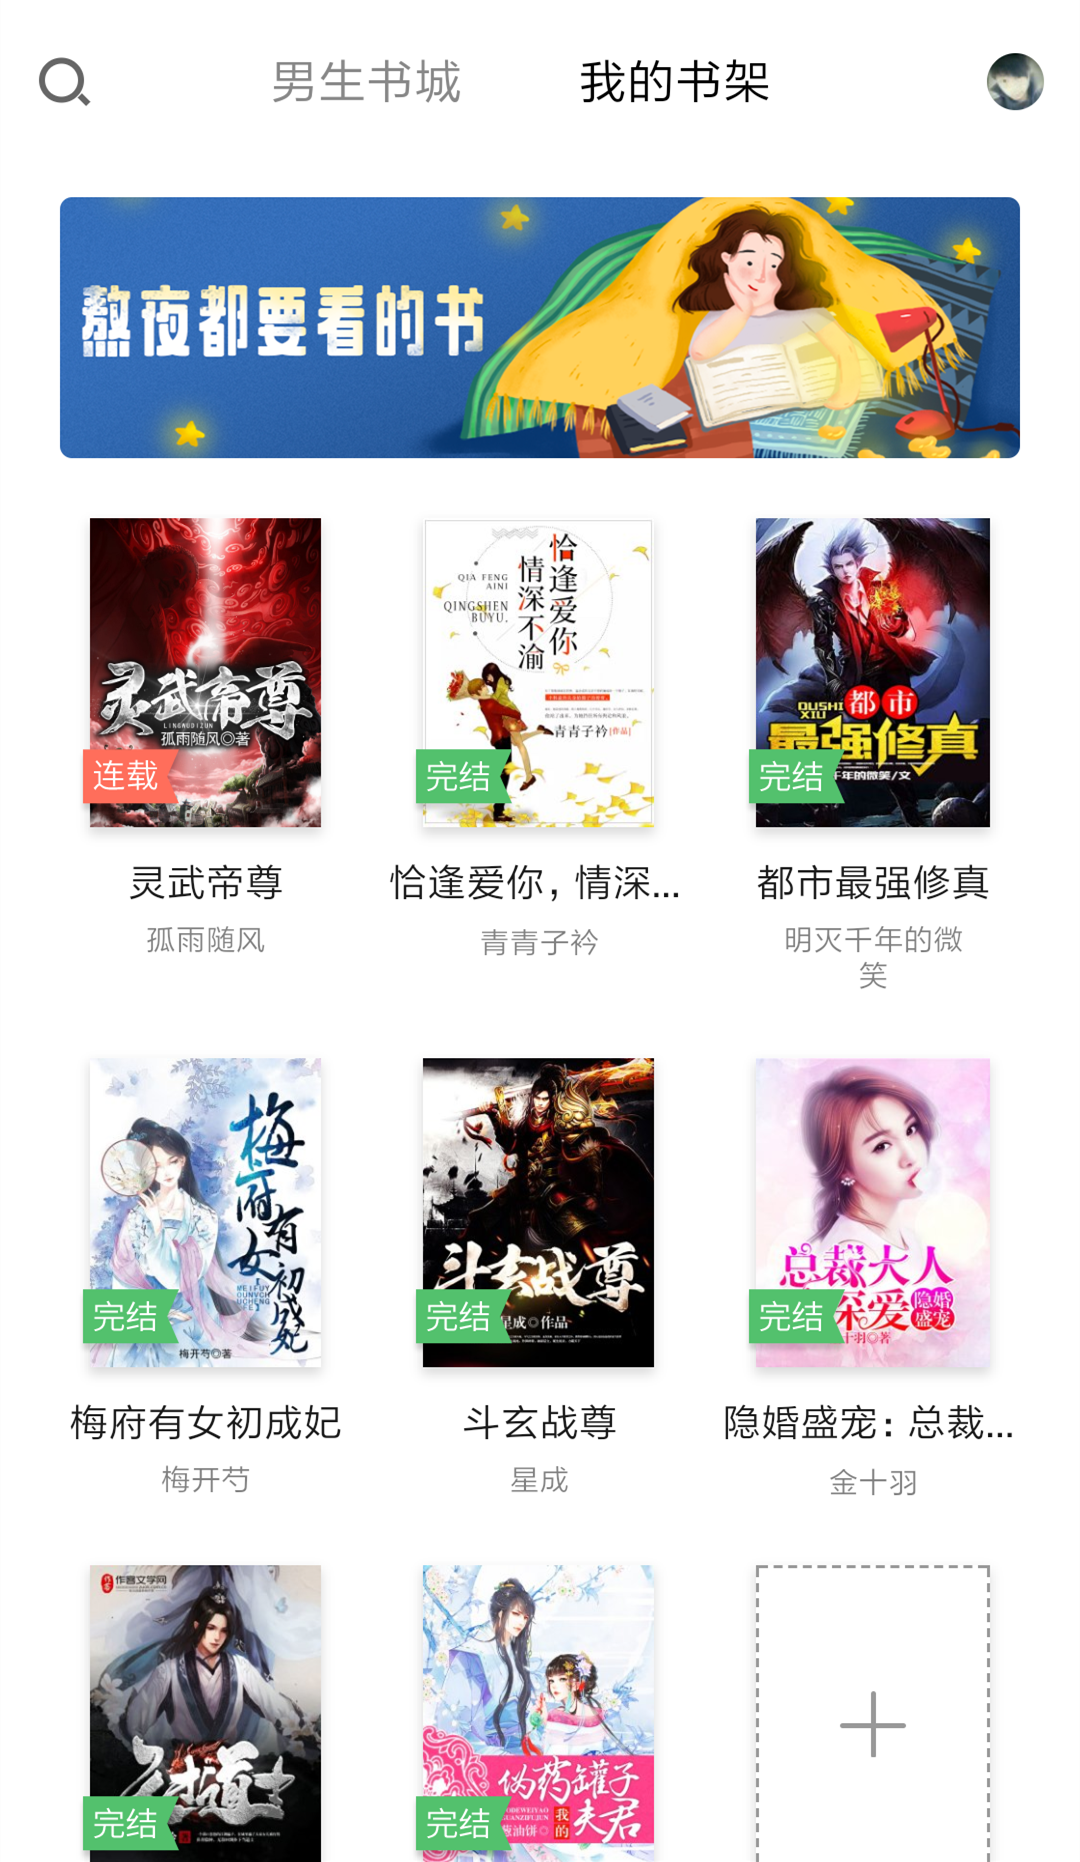 男生书城
我的书架
熬夜都要看的书
灵武帝尊
LINGWUDIZUN
孤雨随风◎著
连载
恰逢爱你
情深不渝
QIA FENG
AINI
QINGSHEN
BUYU.
青青子衿[作品]
完结
都市
QUSHI
XIU
最强修真
千年的微笑/文
完结
灵武帝尊
恰逢爱你，情深...
都市最强修真
孤雨随风
青青子衿
明灭千年的微
笑
梅府有女初成妃
梅开芍◎著
完结
斗玄战尊
星成◎作品
完结
总裁大人
深爱
隐婚
盛宠
十羽◎著
完结
梅府有女初成妃
斗玄战尊
隐婚盛宠：总裁...
梅开芍
星成
金十羽
作客文学网
道士
完结
伪药罐子
我的
夫君
葱油饼◎
完结